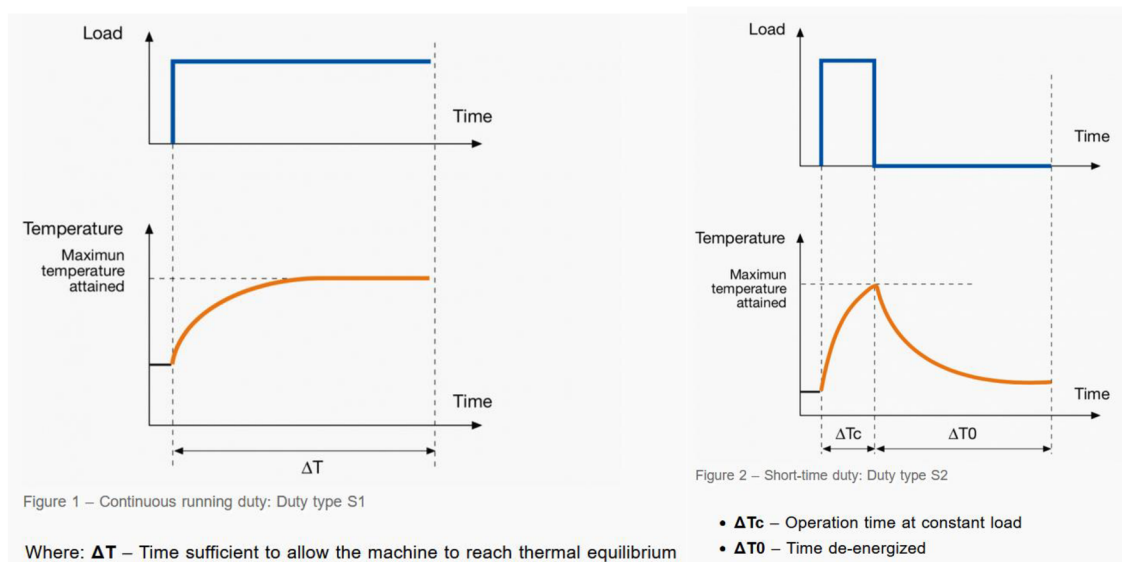 Load
Time
Temperature
Maximun
temperature
attained
Time
ΔT
Figure 1 – Continuous running duty: Duty type S1
Where: ΔT – Time sufficient to allow the machine to reach thermal equilibrium
Load
Time
Temperature
Maximun
temperature
attained
Time
ΔTc
ΔT0
Figure 2 – Short-time duty: Duty type S2
• ΔTc – Operation time at constant load
• ΔT0 – Time de-energized